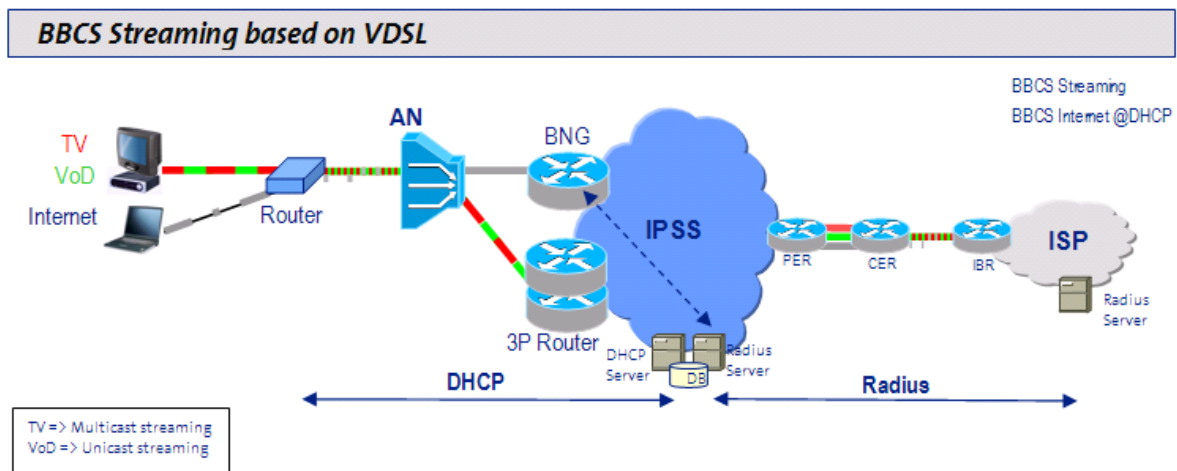 BBCS Streaming based on VDSL
BBCS Streaming
BBCS Internet @DHCP
AN
BNG
TV
VoD
Internet
Router
IPSS
PER
CER
IBR
ISP
3P Router
DHCP
Server
DB
Radius
Server
Radius
Server
DHCP
Radius
TV => Multicast streaming
VoD => Unicast streaming